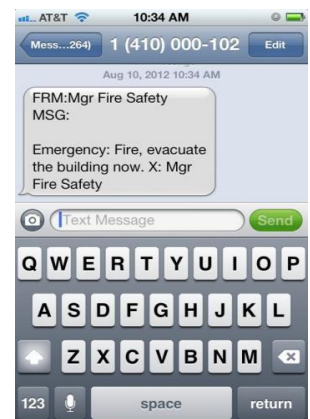 AT&T 10:34 AM
Mess...264) 1 (410) 000-102 Edit
Aug 10, 2012 10:34 AM
FRM:Mgr Fire Safety
MSG:
Emergency: Fire, evacuate
the building now. X: Mgr
Fire Safety
Text Message Send
Q W E R T Y U I O P
A S D F G H J K L
Z X C V B N M
123 space return